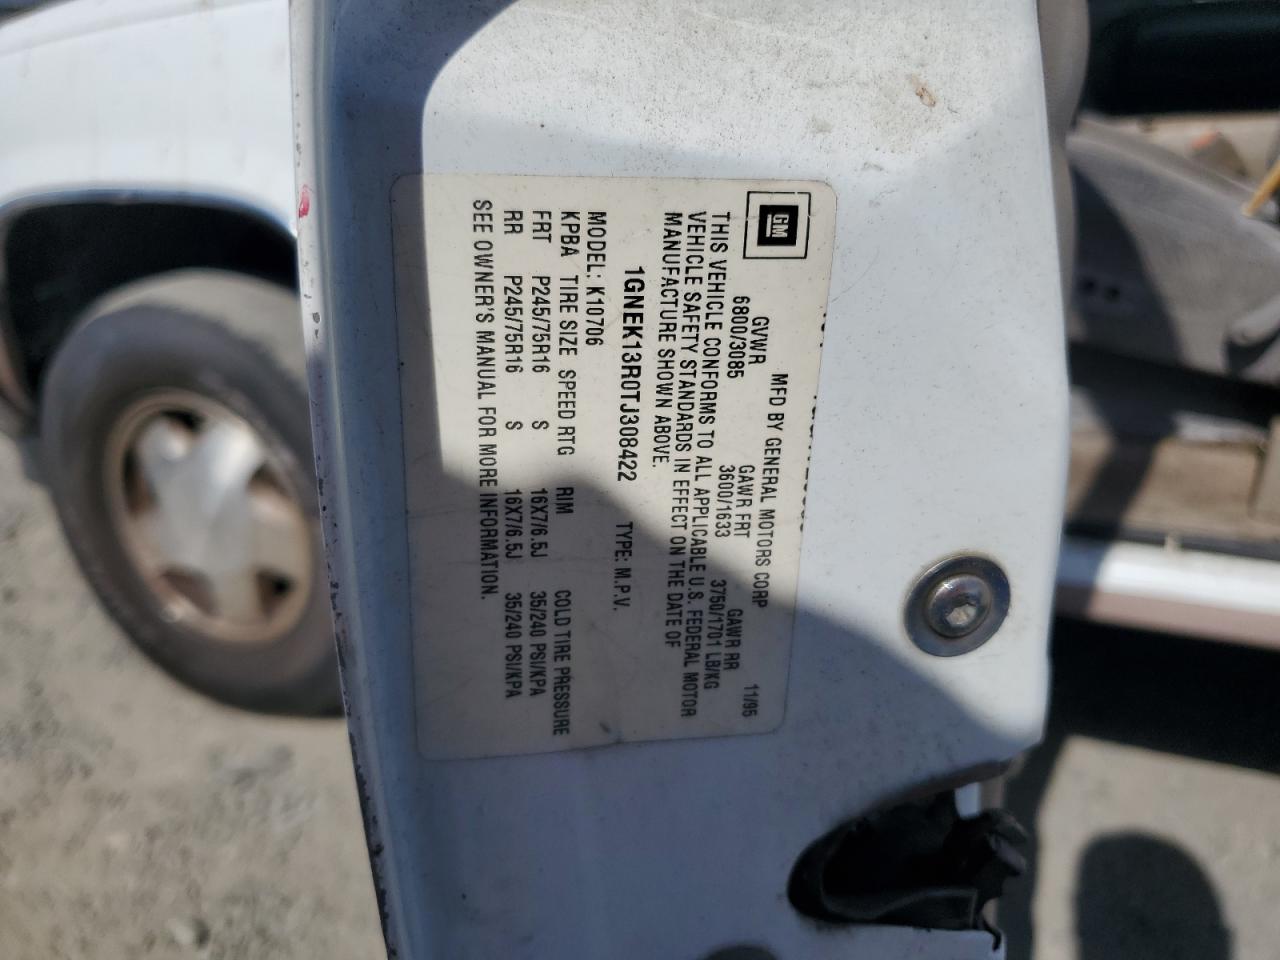 GM
MFD BY GENERAL MOTORS CORP 11/95
GVWR GAWR FRT GAWR RR
6800/3085 3600/1633 3750/1701 LB/KG
THIS VEHICLE CONFORMS TO ALL APPLICABLE U.S. FEDERAL MOTOR
VEHICLE SAFETY STANDARDS IN EFFECT ON THE DATE OF
MANUFACTURE SHOWN ABOVE.
1GNEK13R0TJ308422 TYPE: M.P.V.
MODEL: K10706
KPBA TIRE SIZE SPEED RTG RIM COLD TIRE PRESSURE
FRT P245/75R16 S 16X7/6.5J 35/240 PSI/KPA
RR P245/75R16 S 16X7/6.5J 35/240 PSI/KPA
SEE OWNER'S MANUAL FOR MORE INFORMATION.